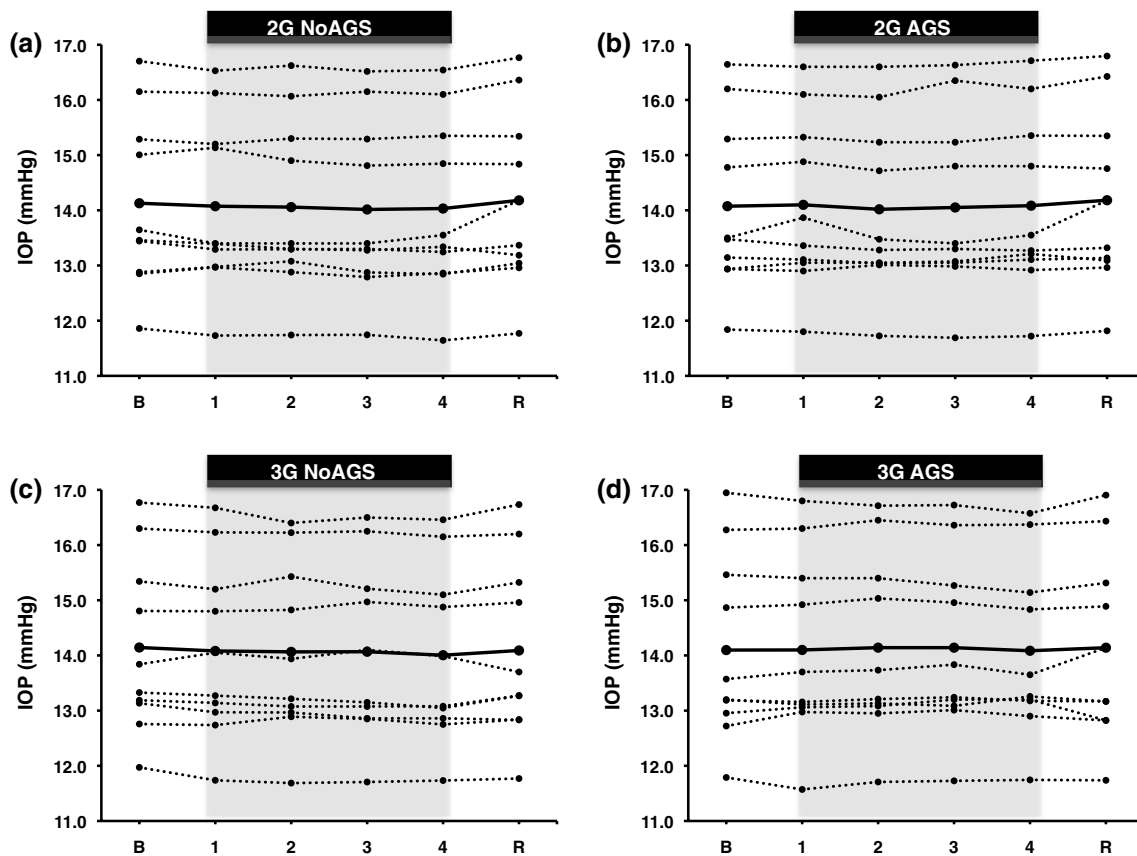 (a)
2G NoAGS
IOP (mmHg)
17.0
16.0
15.0
14.0
13.0
12.0
11.0
B 1 2 3 4 R
(b)
2G AGS
IOP (mmHg)
17.0
16.0
15.0
14.0
13.0
12.0
11.0
B 1 2 3 4 R
(c)
3G NoAGS
IOP (mmHg)
17.0
16.0
15.0
14.0
13.0
12.0
11.0
B 1 2 3 4 R
(d)
3G AGS
IOP (mmHg)
17.0
16.0
15.0
14.0
13.0
12.0
11.0
B 1 2 3 4 R